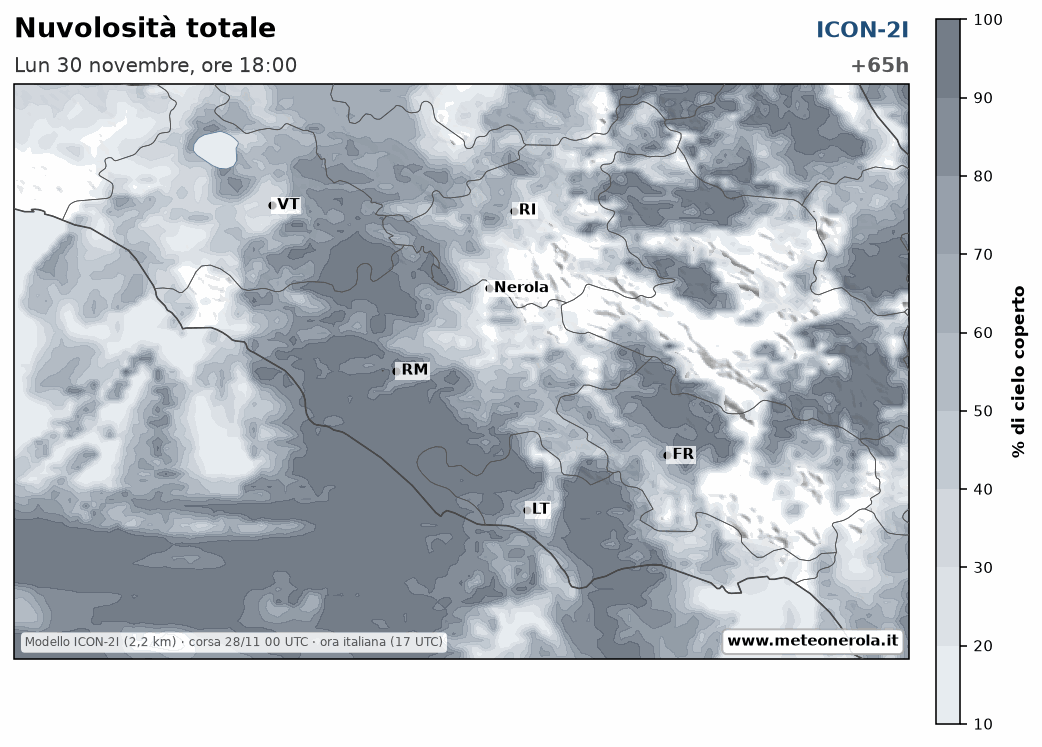 Nuvolosità totale
ICON-2I
Lun 30 novembre, ore 18:00
+65h
VT
RI
Nerola
RM
FR
LT
Modello ICON-2I (2,2 km) · corsa 28/11 00 UTC · ora italiana (17 UTC)
www.meteonerola.it
100
90
80
70
60
50
40
30
20
10
% di cielo coperto